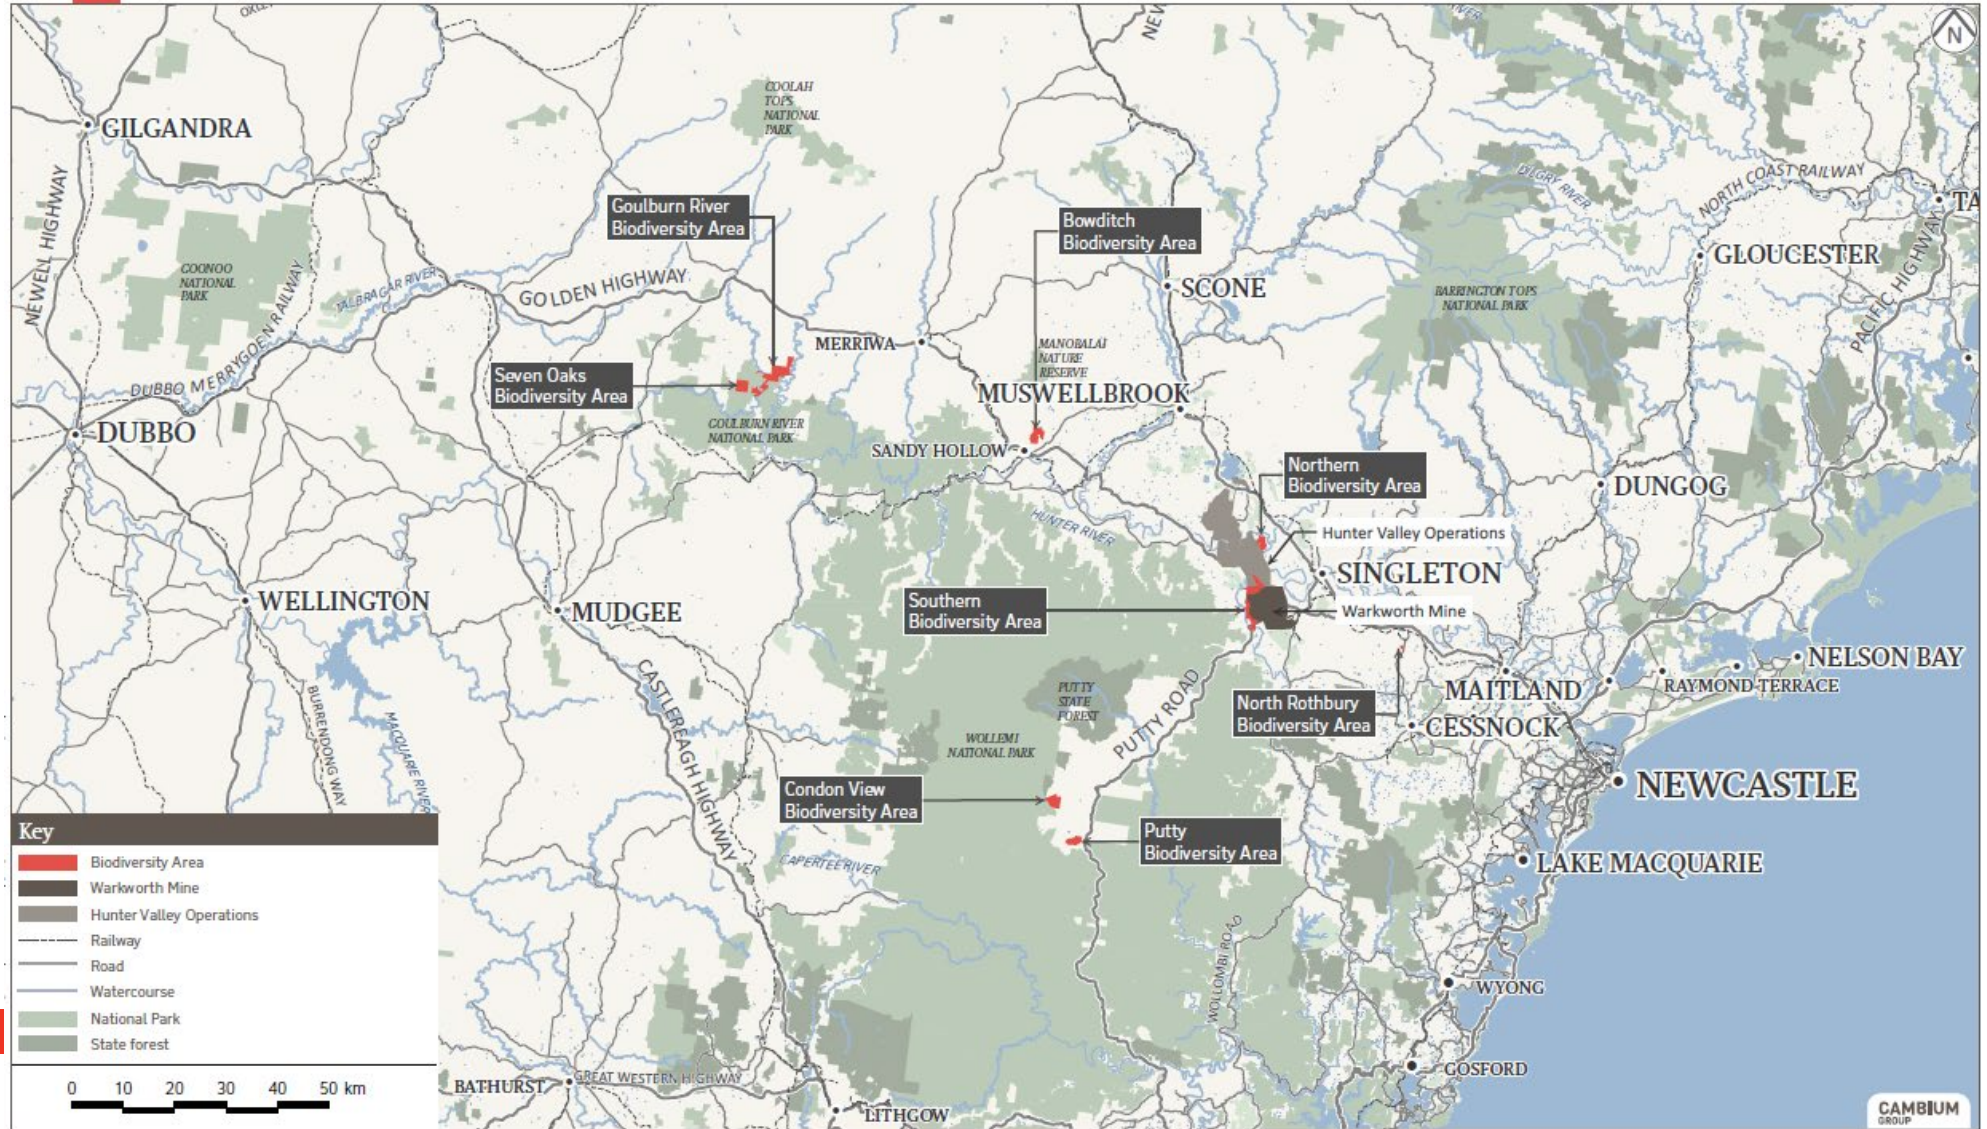 N
NEW
COOLAH
TOPS
NATIONAL
PARK
GILGANDRA
NEWELL HIGHWAY
COONOO
NATIONAL
PARK
TALBRAGAR RIVER
DUBBO MERRYGOEN RAILWAY
DUBBO
Goulburn River
Biodiversity Area
GOLDEN HIGHWAY
Seven Oaks
Biodiversity Area
GOULBURN RIVER
NATIONAL PARK
MERRIWA
SANDY HOLLOW
Bowditch
Biodiversity Area
SCONE
MANOBALAI
NATURE
RESERVE
MUSWELLBROOK
RIVER
NORTH COAST RAILWAY
TA
GLOUCESTER
PACIFIC HIGHWAY
BARRINGTON TOPS
NATIONAL PARK
DUNGOG
Northern
Biodiversity Area
Hunter Valley Operations
SINGLETON
Warkworth Mine
HUNTER RIVER
Southern
Biodiversity Area
WELLINGTON
MUDGEE
BURRENDONG WAY
MACQUARIE RIVER
CASTLEREAGH HIGHWAY
PUTTY
STATE
FOREST
WOLLEMI
NATIONAL PARK
PUTTY ROAD
North Rothbury
Biodiversity Area
MAITLAND
CESSNOCK
NELSON BAY
RAYMOND TERRACE
NEWCASTLE
Condon View
Biodiversity Area
Putty
Biodiversity Area
CAPERTEE RIVER
LAKE MACQUARIE
WOLLOMBI ROAD
WYONG
GOSFORD
BATHURST
GREAT WESTERN HIGHWAY
LITHGOW
Key
Biodiversity Area
Warkworth Mine
Hunter Valley Operations
Railway
Road
Watercourse
National Park
State forest
0 10 20 30 40 50 km
CAMBIUM
GROUP